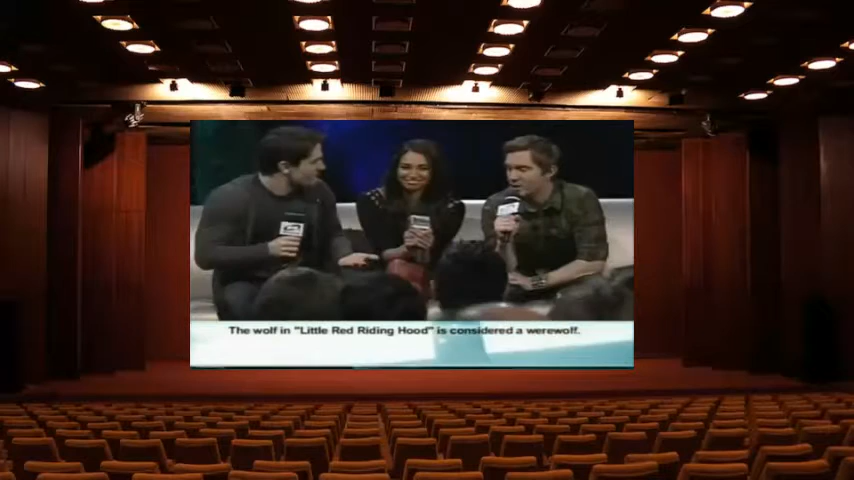 The wolf in "Little Red Riding Hood" is considered a werewolf.